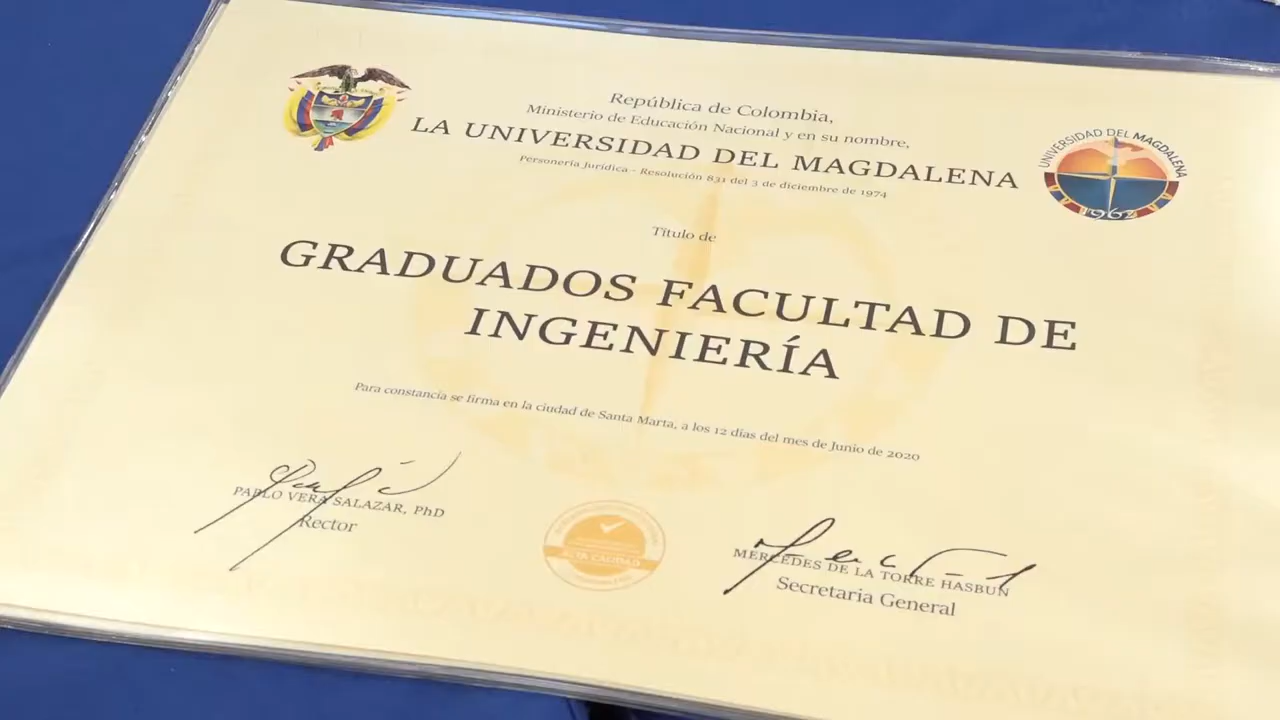 República de Colombia,
Ministerio de Educación Nacional y en su nombre,
LA UNIVERSIDAD DEL MAGDALENA
Personería Jurídica - Resolución 831 del 3 de diciembre de 1974
UNIVERSIDAD DEL MAGDALENA
1962
Título de
GRADUADOS FACULTAD DE
INGENIERÍA
Para constancia se firma en la ciudad de Santa Marta, a los 12 días del mes de Junio de 2020
PABLO VERA SALAZAR, PhD
Rector
ALTA CALIDAD
MERCEDES DE LA TORRE HASBUN
Secretaria General